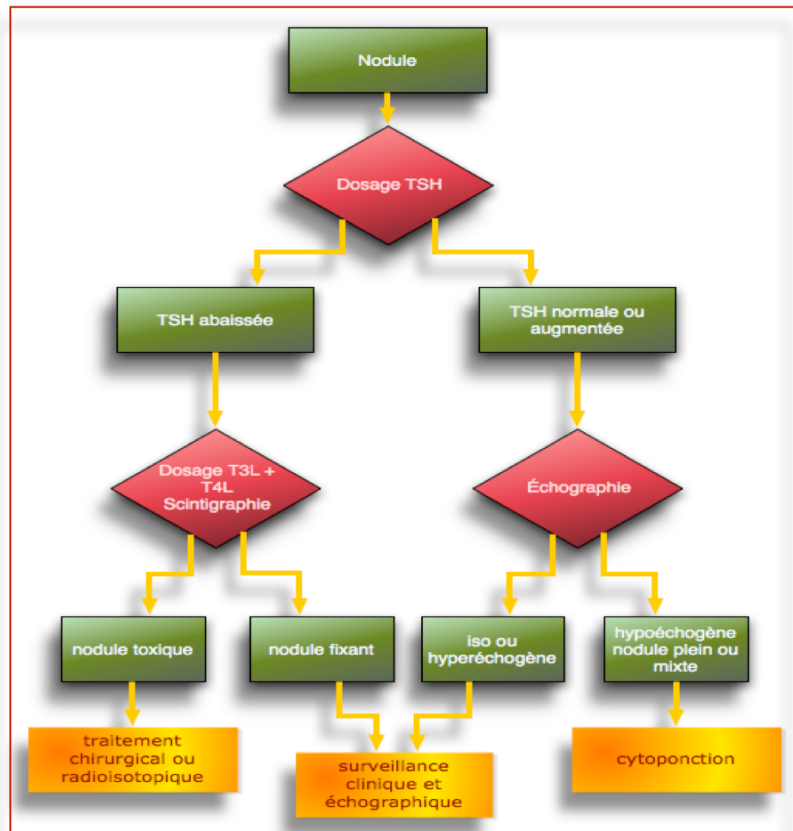 Nodule
Dosage TSH
TSH abaissée
TSH normale ou
augmentée
Dosage T3L +
T4L
Scintigraphie
Échographie
nodule toxique
nodule fixant
iso ou
hyperéchogène
hypoéchogène
nodule plein ou
mixte
traitement
chirurgical ou
radioisotopique
surveillance
clinique et
échographique
cytoponction